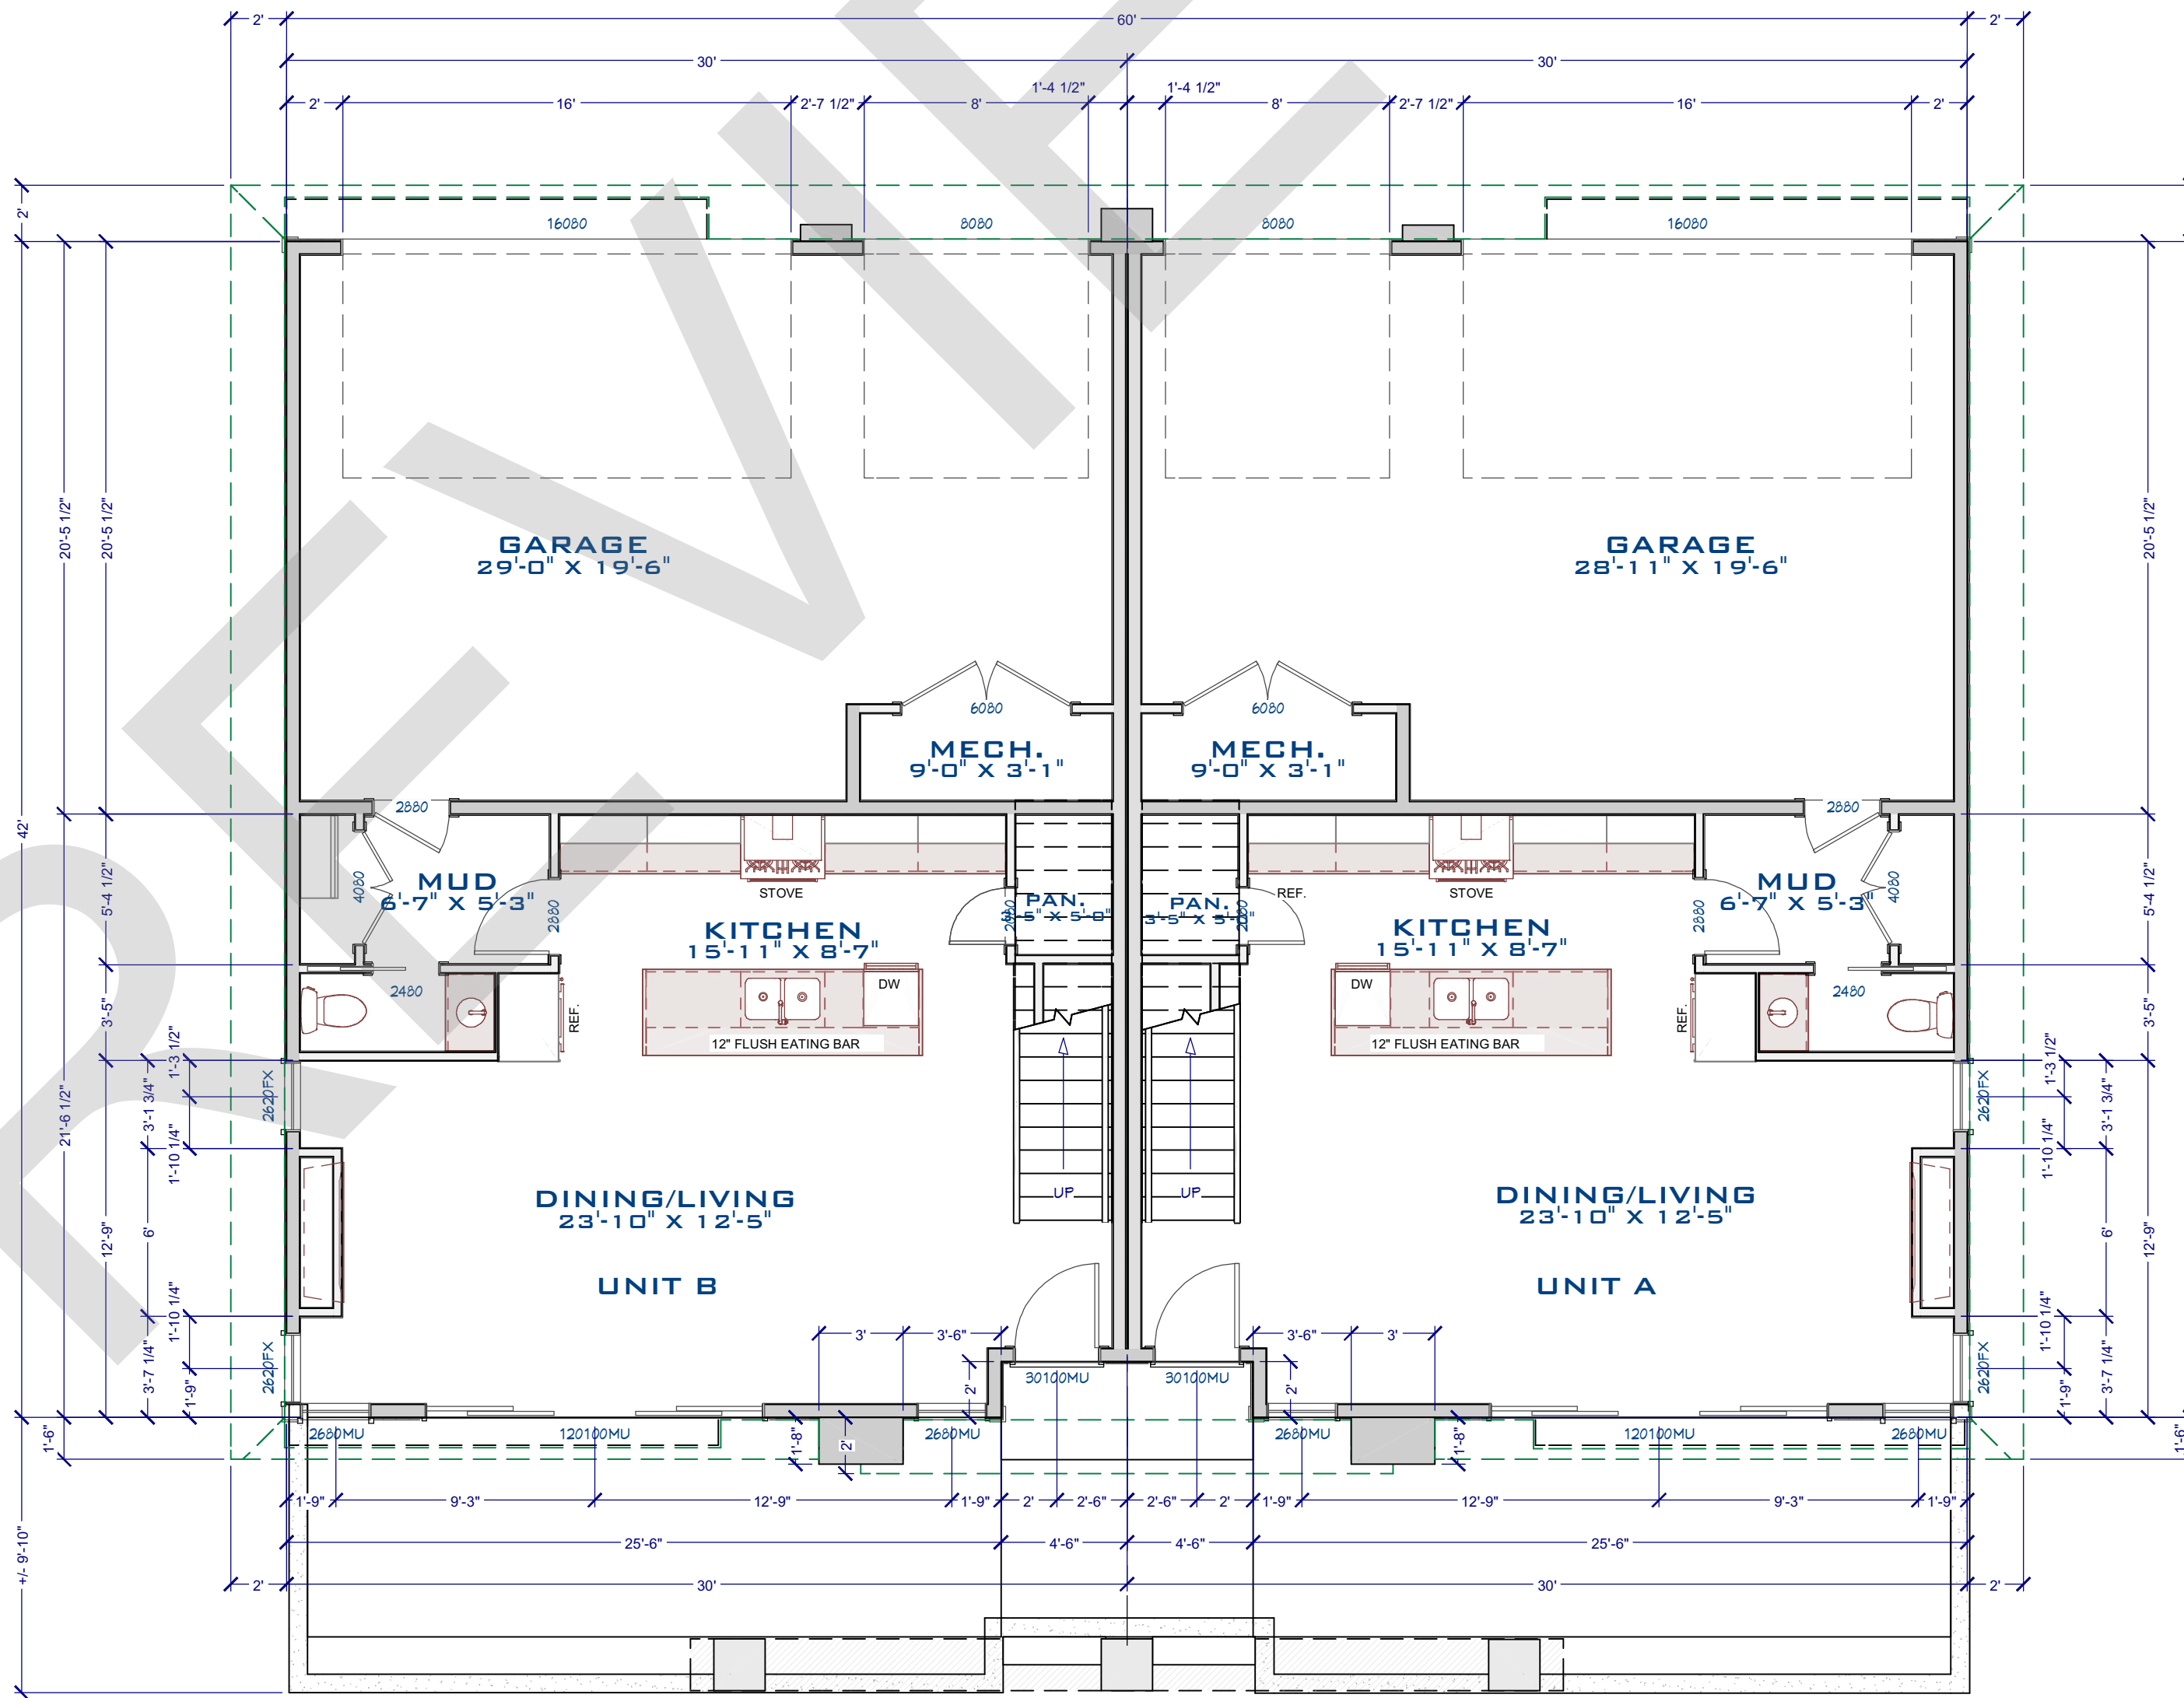 2'
60'
2'
30'
30'
2'
16'
2'-7 1/2"
8'
1'-4 1/2"
1'-4 1/2"
8'
2'-7 1/2"
16'
2'
2'
16080
8080
8080
16080
20'-5 1/2"
20'-5 1/2"
20'-5 1/2"
GARAGE
29'-0" X 19'-6"
GARAGE
28'-11" X 19'-6"
6080
6080
MECH.
9'-0" X 3'-1"
MECH.
9'-0" X 3'-1"
42'
2880
2880
5'-4 1/2"
4080
MUD
6'-7" X 5'-3"
2880
STOVE
KITCHEN
15'-11" X 8'-7"
PAN.
PAN.
REF.
STOVE
KITCHEN
15'-11" X 8'-7"
2880
MUD
6'-7" X 5'-3"
4080
5'-4 1/2"
3'-5"
2480
REF.
DW
12" FLUSH EATING BAR
DW
12" FLUSH EATING BAR
REF.
2480
3'-5"
21'-6 1/2"
12'-9"
3'-1 3/4"
6'
3'-7 1/4"
1'-3 1/2"
1'-10 1/4"
1'-10 1/4"
1'-9"
2620FX
2620FX
UP
UP
DINING/LIVING
23'-10" X 12'-5"
UNIT B
DINING/LIVING
23'-10" X 12'-5"
UNIT A
2620FX
2620FX
1'-3 1/2"
1'-10 1/4"
1'-10 1/4"
1'-9"
3'-1 3/4"
6'
3'-7 1/4"
12'-9"
3'
3'-6"
3'-6"
3'
2'
30100MU
30100MU
2'
1'-6"
2680MU
120100MU
1'-8"
2'
2680MU
2680MU
1'-8"
120100MU
2680MU
1'-6"
1'-9"
9'-3"
12'-9"
1'-9"
2'
2'-6"
2'-6"
2'
1'-9"
12'-9"
9'-3"
1'-9"
25'-6"
4'-6"
4'-6"
25'-6"
+/- 9'-10"
2'
30'
30'
2'
REVIE